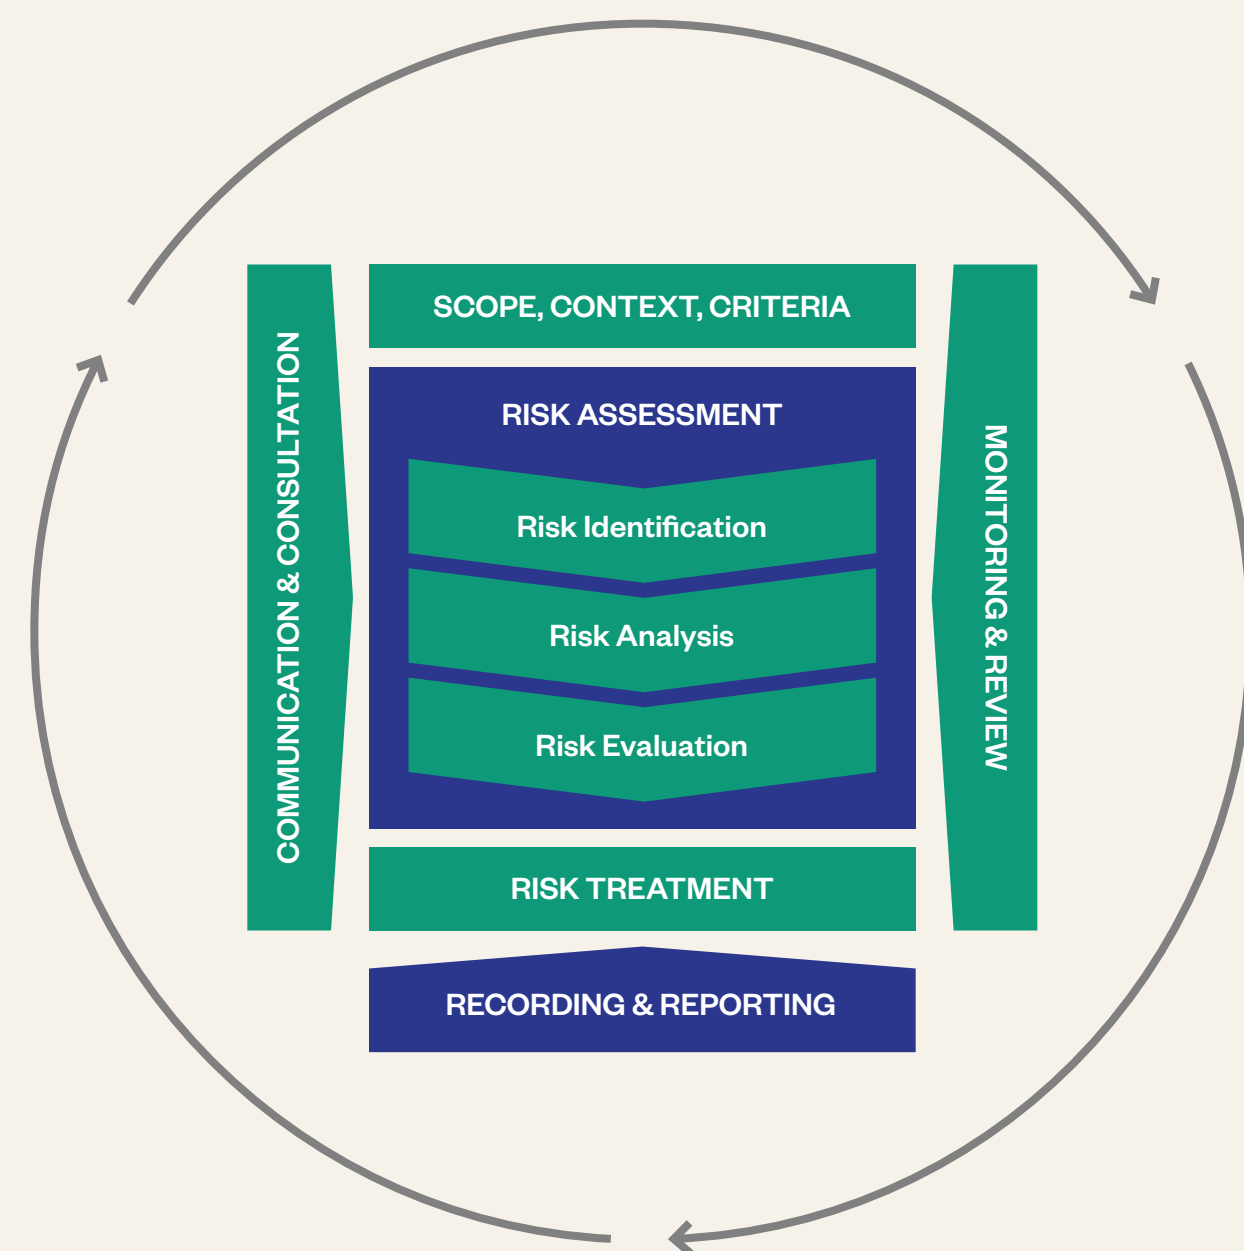 SCOPE, CONTEXT, CRITERIA
COMMUNICATION & CONSULTATION
RISK ASSESSMENT
Risk Identification
Risk Analysis
Risk Evaluation
MONITORING & REVIEW
RISK TREATMENT
RECORDING & REPORTING